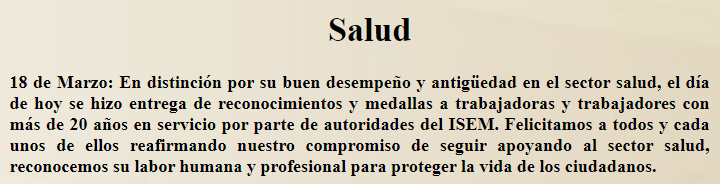 Salud
18 de Marzo: En distinción por su buen desempeño y antigüedad en el sector salud, el día
de hoy se hizo entrega de reconocimientos y medallas a trabajadoras y trabajadores con
más de 20 años en servicio por parte de autoridades del ISEM. Felicitamos a todos y cada
unos de ellos reafirmando nuestro compromiso de seguir apoyando al sector salud,
reconocemos su labor humana y profesional para proteger la vida de los ciudadanos.